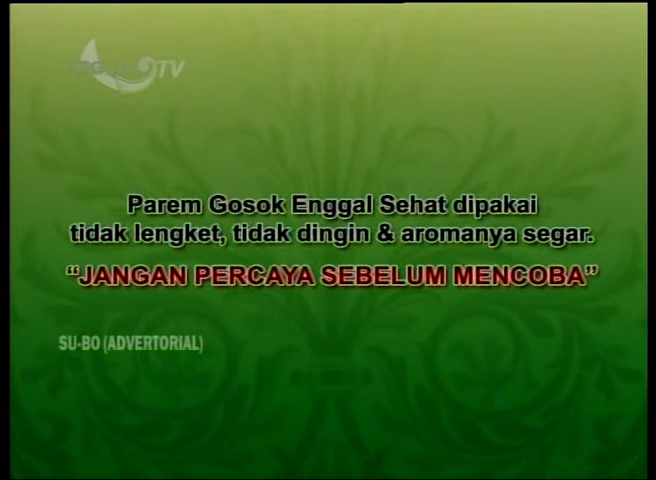 TV
Parem Gosok Enggal Sehat dipakai
tidak lengket, tidak dingin & aromanya segar.
“JANGAN PERCAYA SEBELUM MENCOBA”
SU-BO (ADVERTORIAL)